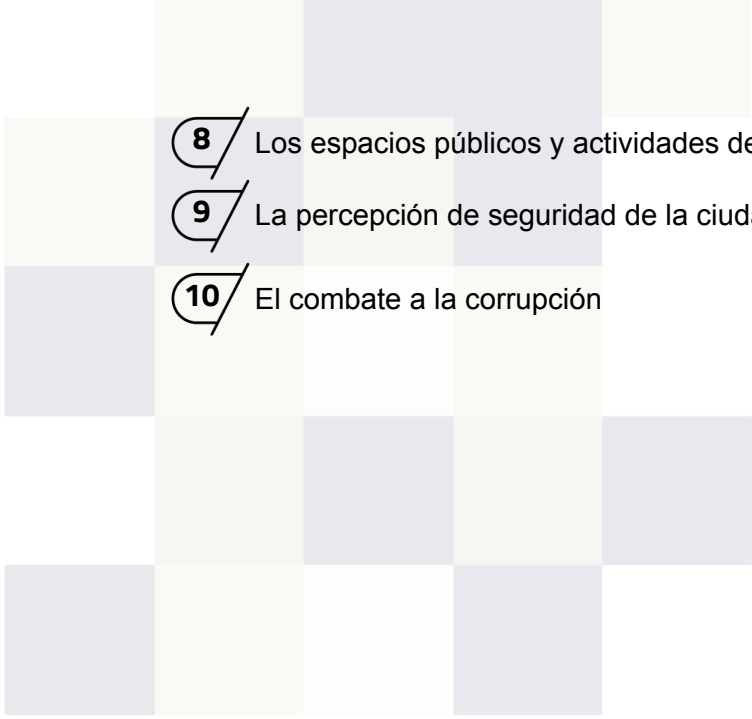 8 Los espacios públicos y actividades de
9 La percepción de seguridad de la
10 El combate a la corrupción